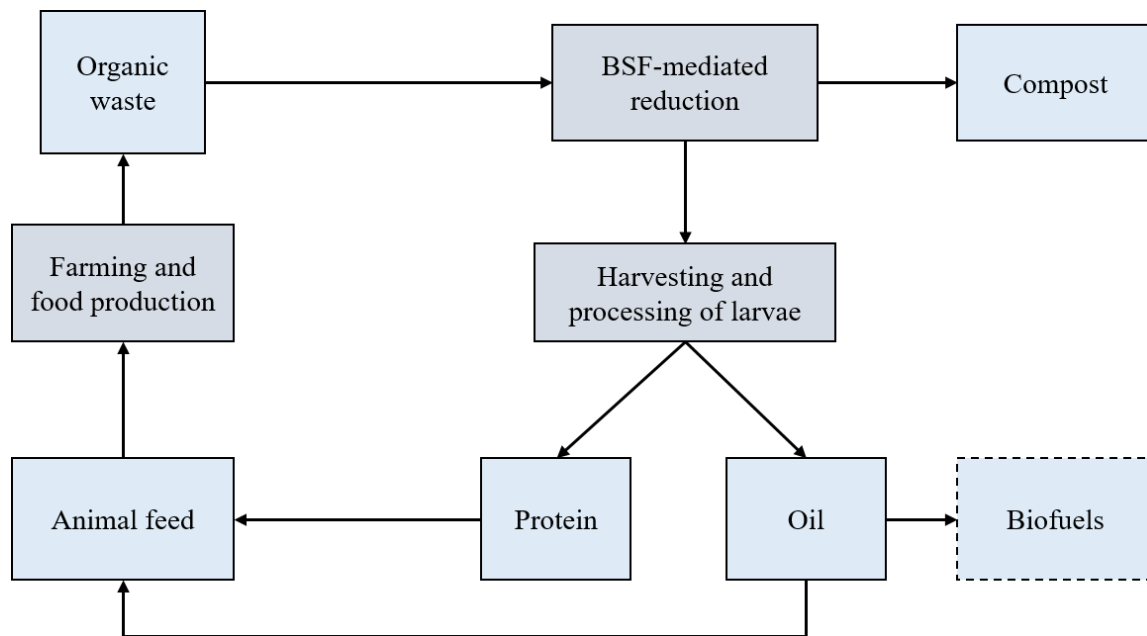 Organic
waste
BSF-mediated
reduction
Compost
Farming and
food production
Harvesting and
processing of larvae
Animal feed
Protein
Oil
Biofuels